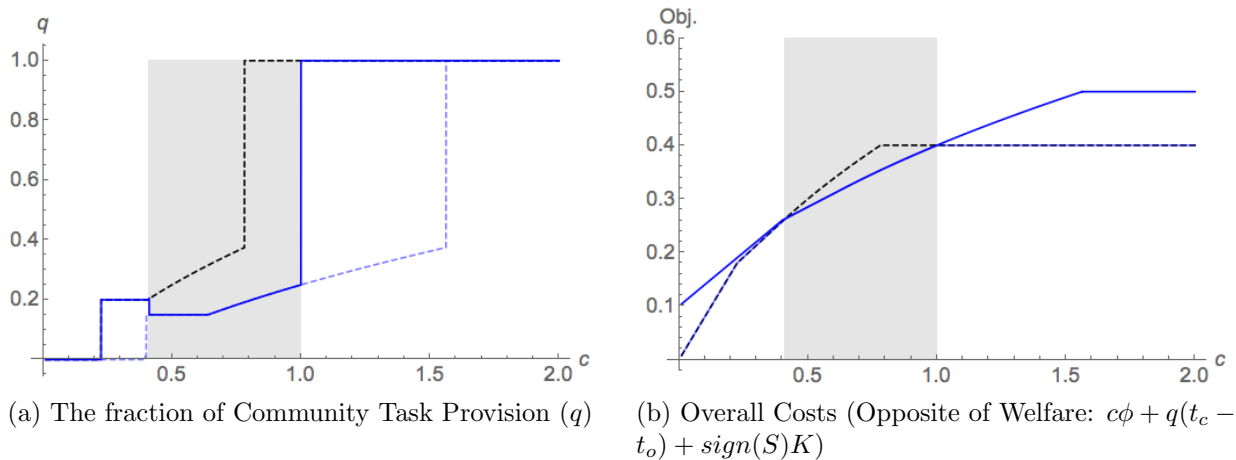 q
1.0
0.8
0.6
0.4
0.2
0.5
1.0
1.5
2.0
c
(a) The fraction of Community Task Provision (q)
Obj.
0.6
0.5
0.4
0.3
0.2
0.1
0.5
1.0
1.5
2.0
c
(b) Overall Costs (Opposite of Welfare: cϕ + q(t_c −
t_o) + sign(S)K)